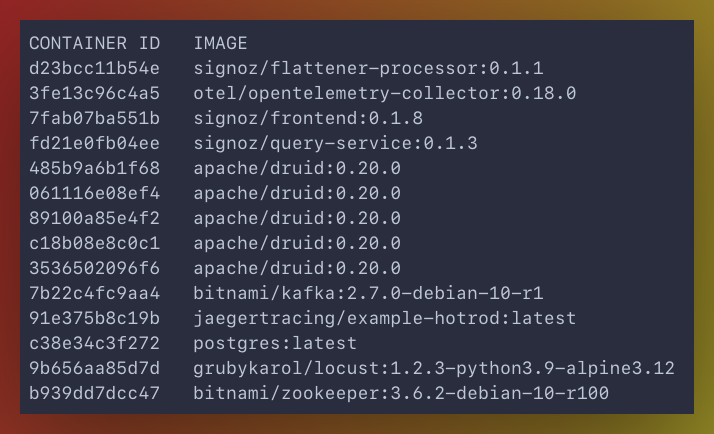 CONTAINER ID   IMAGE
d23bcc11b54e   signoz/flattener-processor:0.1.1
3fe13c96c4a5   otel/opentelemetry-collector:0.18.0
7fab07ba551b   signoz/frontend:0.1.8
fd21e0fb04ee   signoz/query-service:0.1.3
485b9a6b1f68   apache/druid:0.20.0
061116e08ef4   apache/druid:0.20.0
89100a85e4f2   apache/druid:0.20.0
c18b08e8c0c1   apache/druid:0.20.0
3536502096f6   apache/druid:0.20.0
7b22c4fc9aa4   bitnami/kafka:2.7.0-debian-10-r1
91e375b8c19b   jaegertracing/example-hotrod:latest
c38e34c3f272   postgres:latest
9b656aa85d7d   grubykarol/locust:1.2.3-python3.9-alpine3.12
b939dd7dcc47   bitnami/zookeeper:3.6.2-debian-10-r100